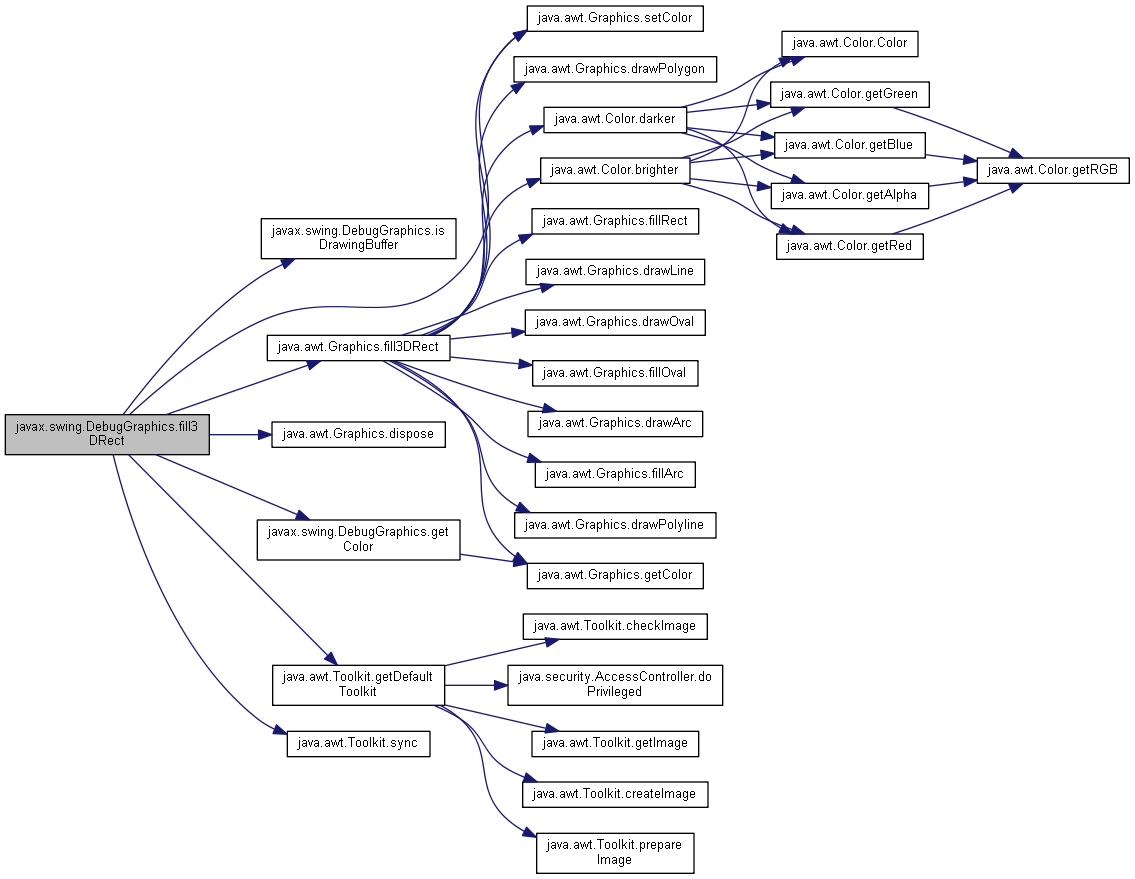 java.awt.Graphics.setColor
java.awt.Graphics.drawPolygon
java.awt.Color.darker
java.awt.Color.brighter
java.awt.Color.Color
java.awt.Color.getGreen
java.awt.Color.getBlue
java.awt.Color.getAlpha
java.awt.Color.getRed
java.awt.Color.getRGB
javax.swing.DebugGraphics.is
DrawingBuffer
java.awt.Graphics.fillRect
java.awt.Graphics.drawLine
java.awt.Graphics.drawOval
java.awt.Graphics.fill3DRect
java.awt.Graphics.fillOval
java.awt.Graphics.drawArc
javax.swing.DebugGraphics.fill3
DRect
java.awt.Graphics.dispose
java.awt.Graphics.fillArc
java.awt.Graphics.drawPolyline
javax.swing.DebugGraphics.get
Color
java.awt.Graphics.getColor
java.awt.Toolkit.checkImage
java.awt.Toolkit.getDefault
Toolkit
java.security.AccessController.do
Privileged
java.awt.Toolkit.sync
java.awt.Toolkit.getImage
java.awt.Toolkit.createImage
java.awt.Toolkit.prepare
Image